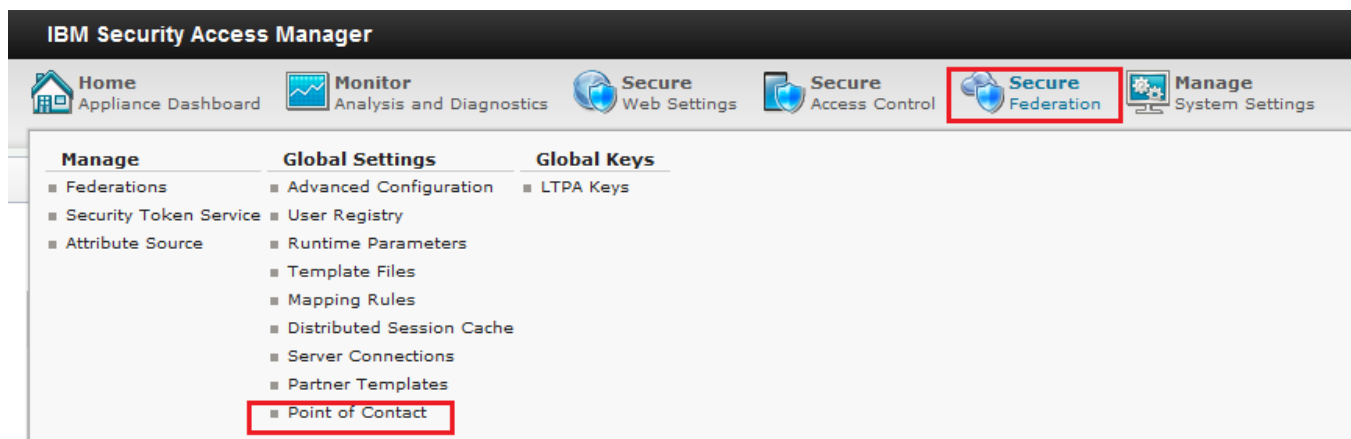 IBM Security Access Manager
Home
Appliance Dashboard
Monitor
Analysis and Diagnostics
Secure
Web Settings
Secure
Access Control
Secure
Federation
Manage
System Settings
Manage
Federations
Security Token Service
Attribute Source
Global Settings
Advanced Configuration
User Registry
Runtime Parameters
Template Files
Mapping Rules
Distributed Session Cache
Server Connections
Partner Templates
Point of Contact
Global Keys
LTPA Keys